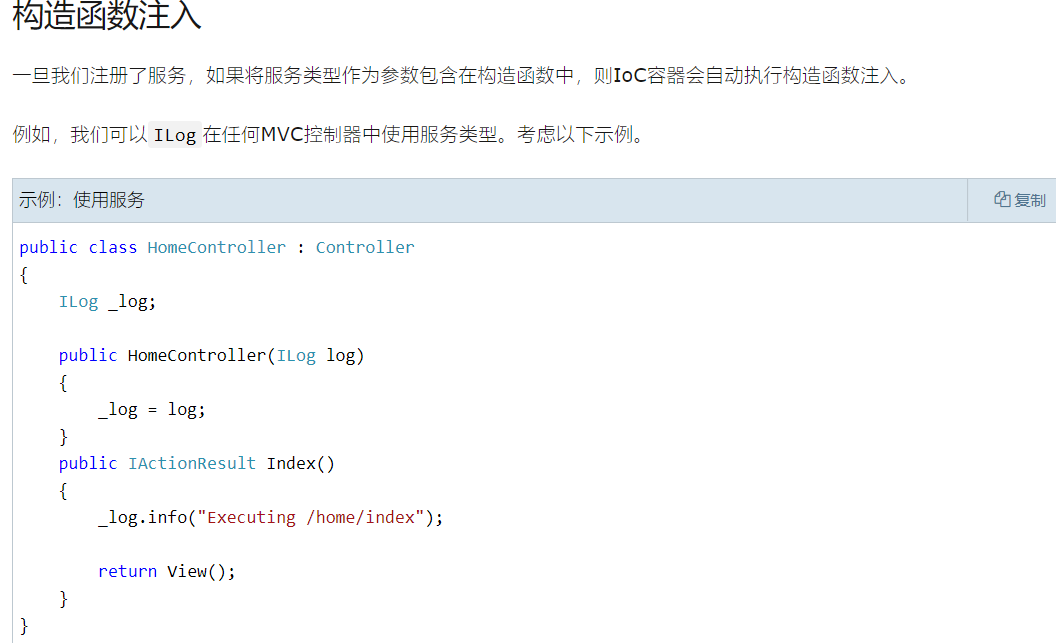 构造函数注入
一旦我们注册了服务，如果将服务类型作为参数包含在构造函数中，则IoC容器会自动执行构造函数注入。
例如，我们可以 ILog 在任何MVC控制器中使用服务类型。考虑以下示例。
示例：使用服务
复制
public class HomeController : Controller
{
    ILog _log;
    public HomeController(ILog log)
    {
        _log = log;
    }
    public IActionResult Index()
    {
        _log.info("Executing /home/index");
        return View();
    }
}